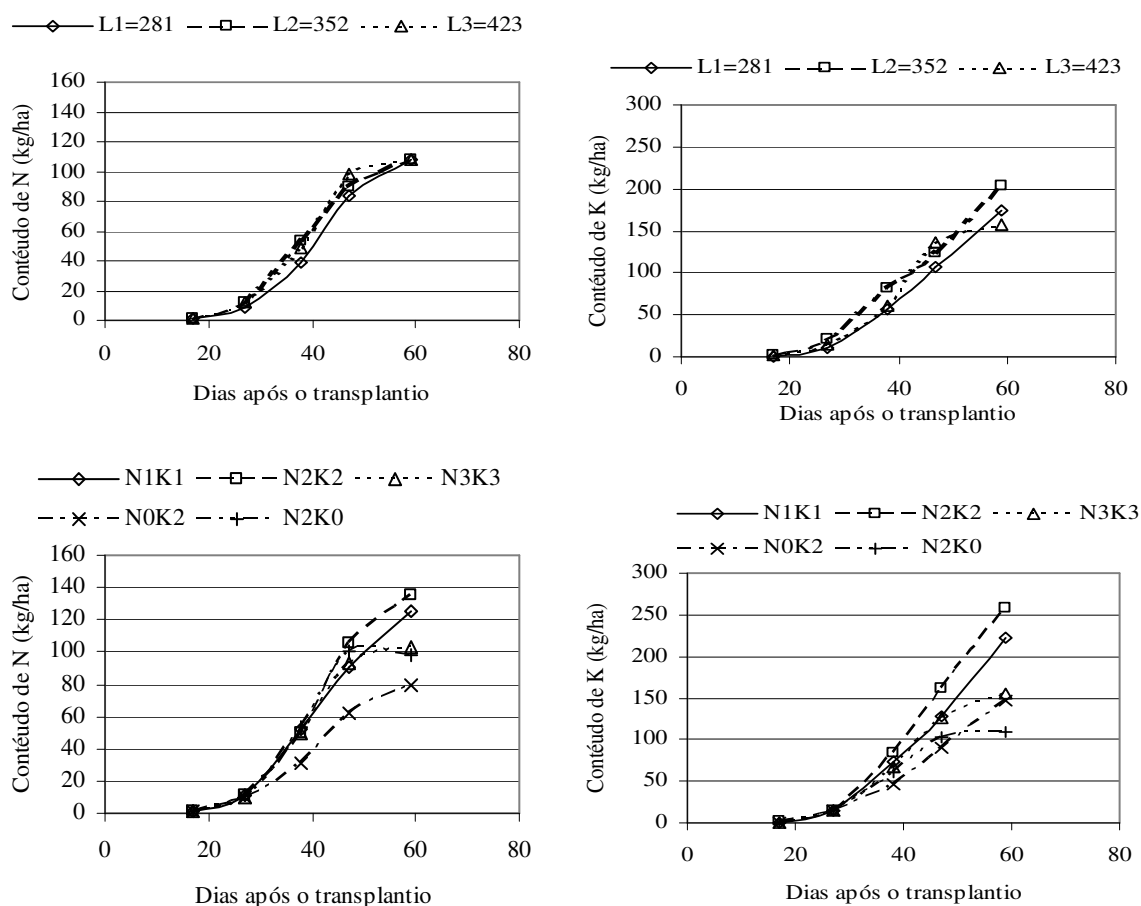 L1=281 L2=352 L3=423
160
140
120
100
80
60
40
20
0
Contéudo de N (kg/ha)
0 20 40 60 80
Dias após o transplantio
L1=281 L2=352 L3=423
300
250
200
150
100
50
0
Contéudo de K (kg/ha)
0 20 40 60 80
Dias após o transplantio
N1K1 N2K2 N3K3
N0K2 N2K0
160
140
120
100
80
60
40
20
0
Contéudo de N (kg/ha)
0 20 40 60 80
Dias após o transplantio
N1K1 N2K2 N3K3
N0K2 N2K0
300
250
200
150
100
50
0
Contéudo de K (kg/ha)
0 20 40 60 80
Dias após o transplantio